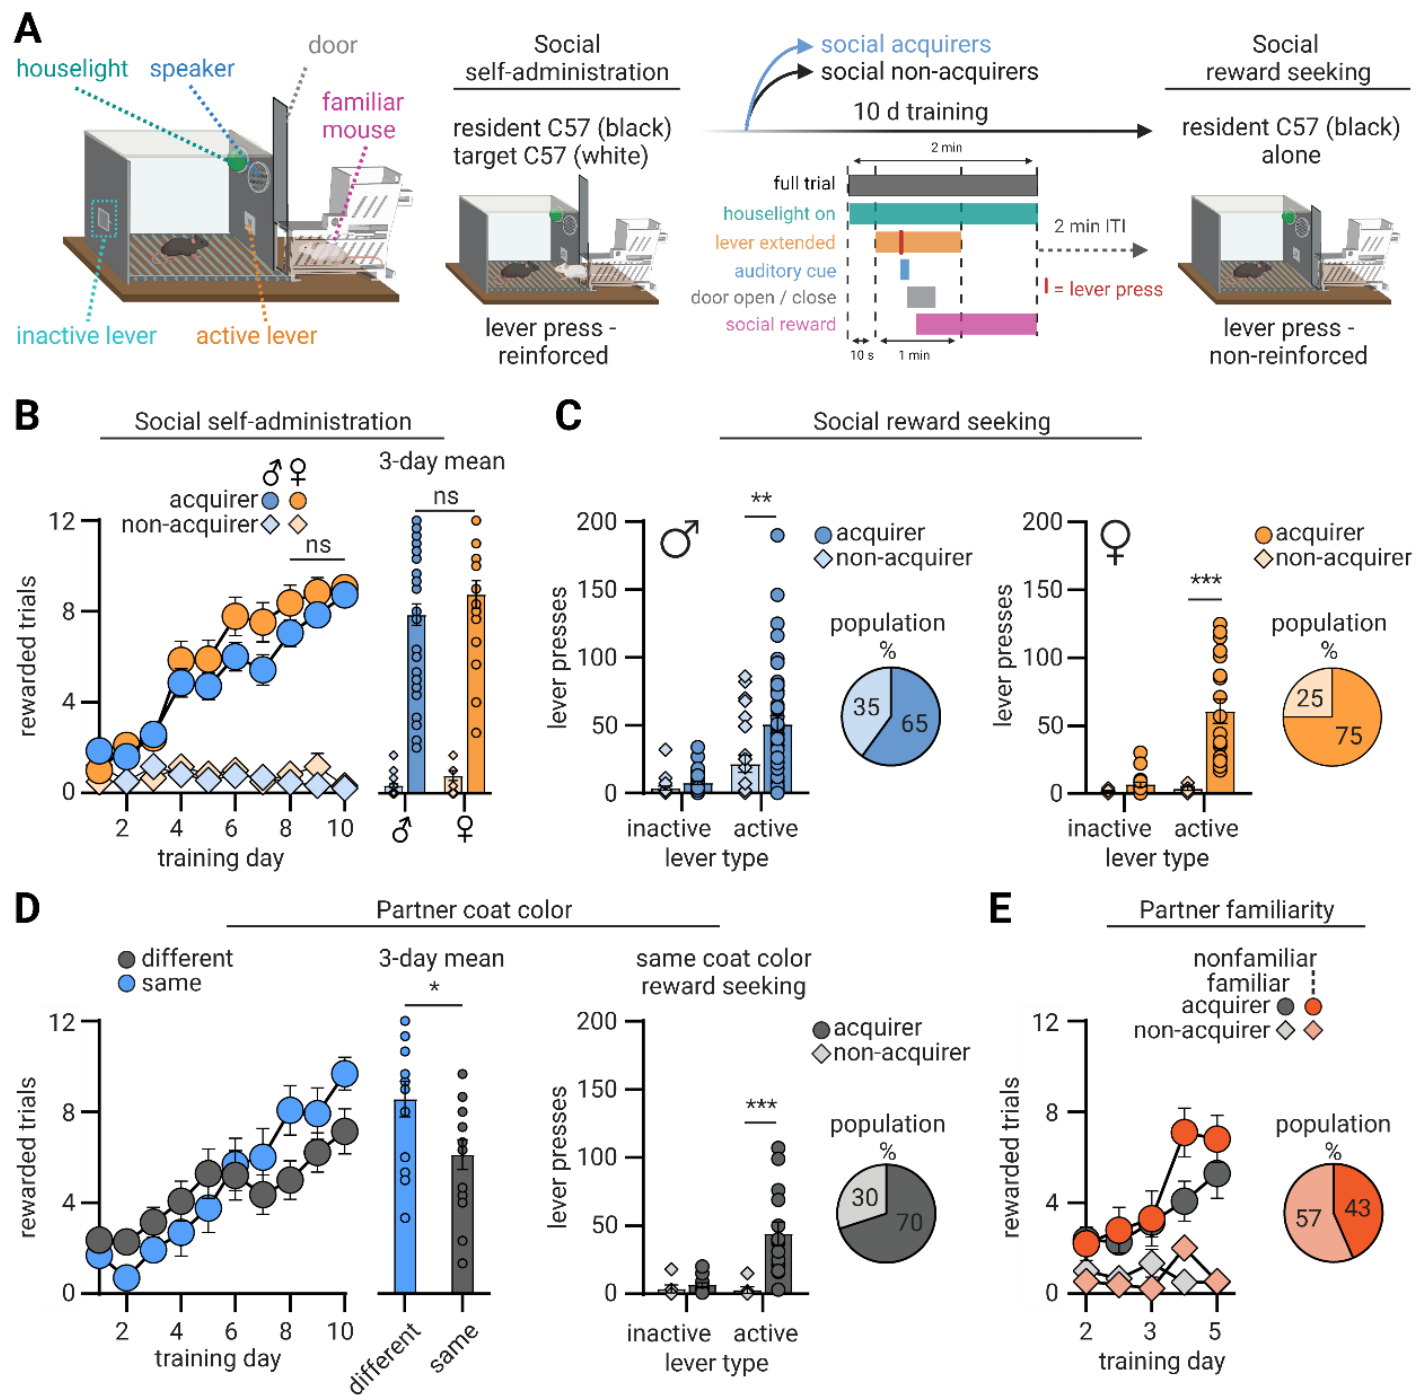 A
door
houselight
speaker
familiar
mouse
inactive lever
active lever
Social
self-administration
resident C57 (black)
target C57 (white)
lever press -
reinforced
social acquirers
social non-acquirers
10 d training
2 min
full trial
houselight on
lever extended
auditory cue
door open / close
social reward
10 s
1 min
2 min ITI
= lever press
Social
reward seeking
resident C57 (black)
alone
lever press -
non-reinforced
B
Social self-administration
♂ ♀
acquirer
non-acquirer
3-day mean
ns
ns
rewarded trials
12
8
4
0
2 4 6 8 10
training day
♂ ♀
C
Social reward seeking
♂
acquirer
non-acquirer
**
lever presses
200
150
100
50
0
inactive active
lever type
population
%
35
65
♀
acquirer
non-acquirer
***
lever presses
200
150
100
50
0
inactive active
lever type
population
%
25
75
D
Partner coat color
different
same
3-day mean
*
rewarded trials
12
8
4
0
2 4 6 8 10
training day
different
same
same coat color
reward seeking
acquirer
non-acquirer
***
lever presses
200
150
100
50
0
inactive active
lever type
population
%
30
70
E
Partner familiarity
nonfamiliar
familiar
acquirer
non-acquirer
rewarded trials
12
8
4
0
2 3 5
training day
population
%
57
43